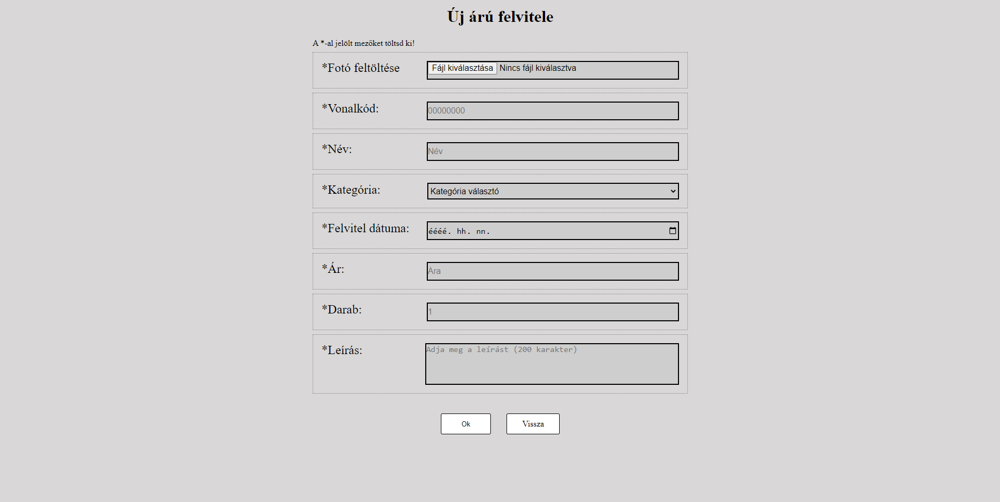 Új árú felvitele
A *-al jelölt mezőket töltsd ki!
*Fotó feltöltése
Fájl kiválasztása Nincs fájl kiválasztva
*Vonalkód:
00000000
*Név:
Név
*Kategória:
Kategória választó
*Felvitel dátuma:
éééé. hh. nn.
*Ár:
Ára
*Darab:
1
*Leírás:
Adja meg a leírást (200 karakter)
Ok
Vissza